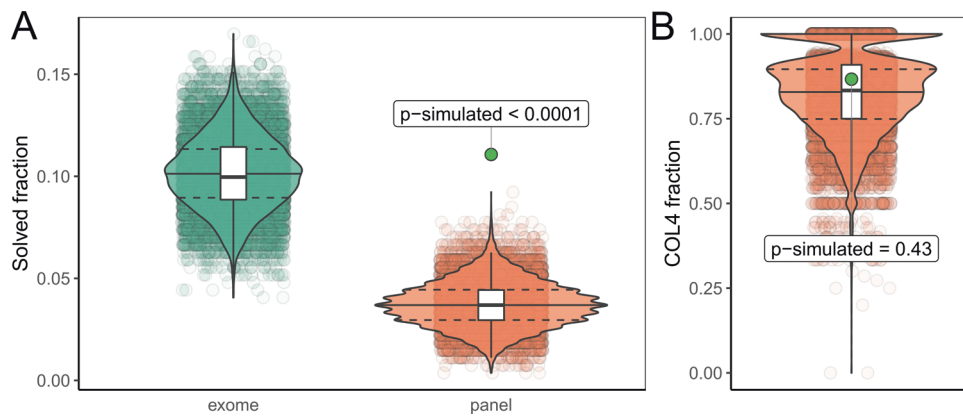 A
Solved fraction
0.15
0.10
0.05
0.00
p−simulated < 0.0001
exome
panel
B
COL4 fraction
1.00
0.75
0.50
0.25
0.00
p−simulated = 0.43